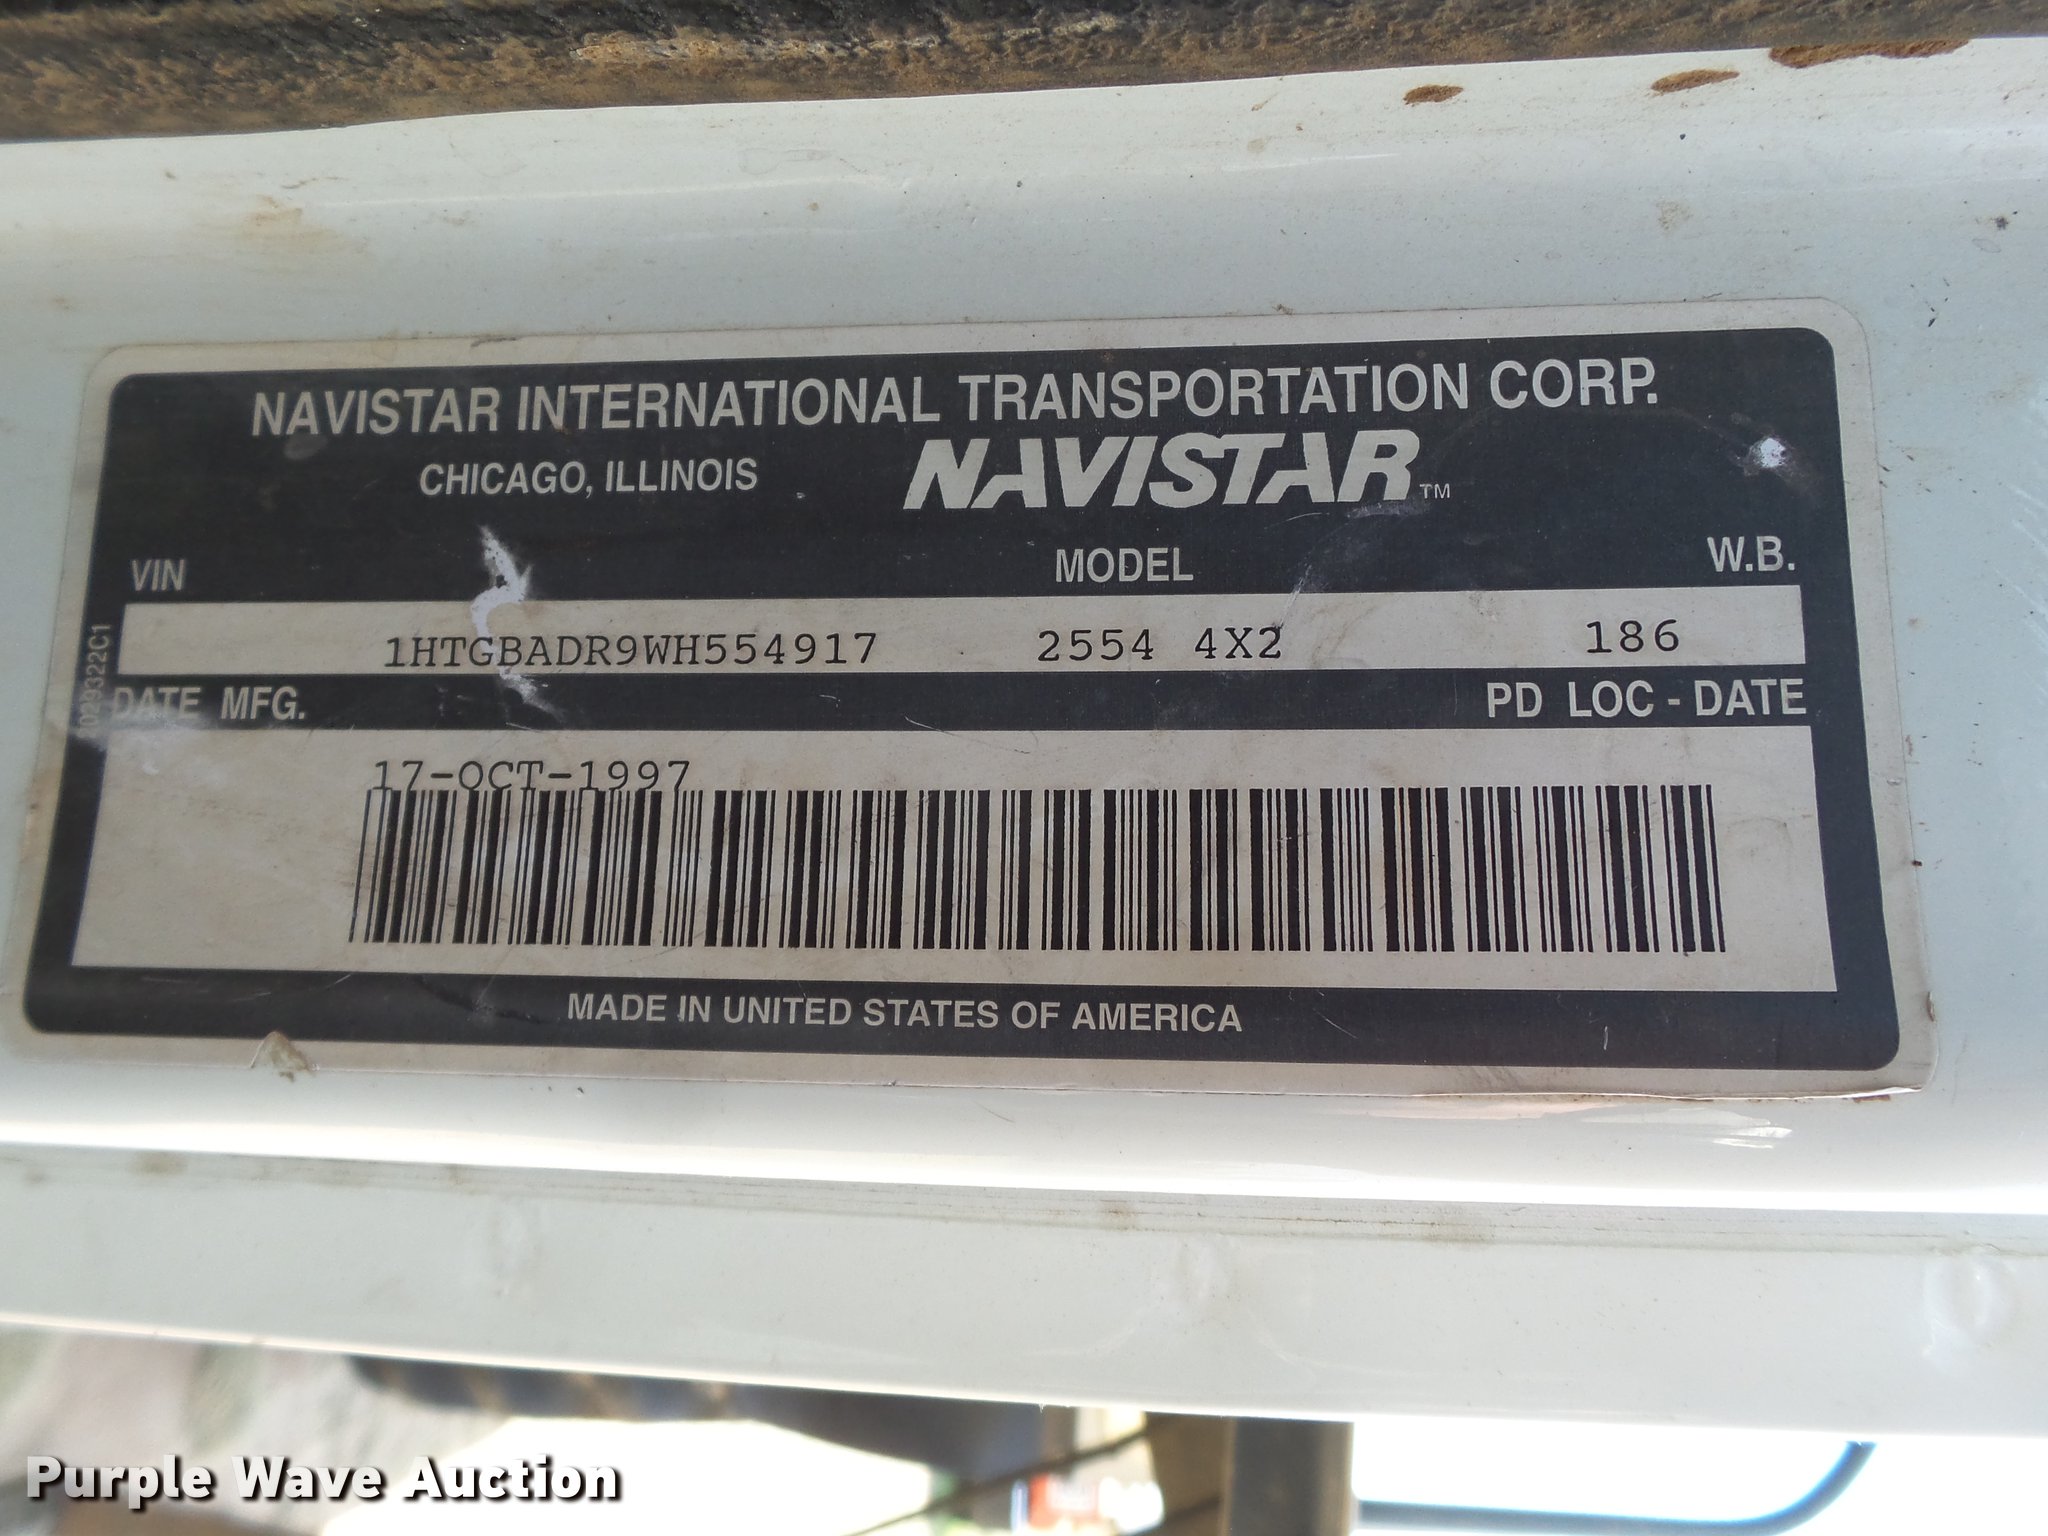 NAVISTAR INTERNATIONAL TRANSPORTATION CORP.
CHICAGO, ILLINOIS NAVISTAR™
VIN MODEL W.B.
1HTGBADR9WH554917 2554 4X2 186
DATE MFG. PD LOC - DATE
17-OCT-1997
MADE IN UNITED STATES OF AMERICA
Purple Wave Auction